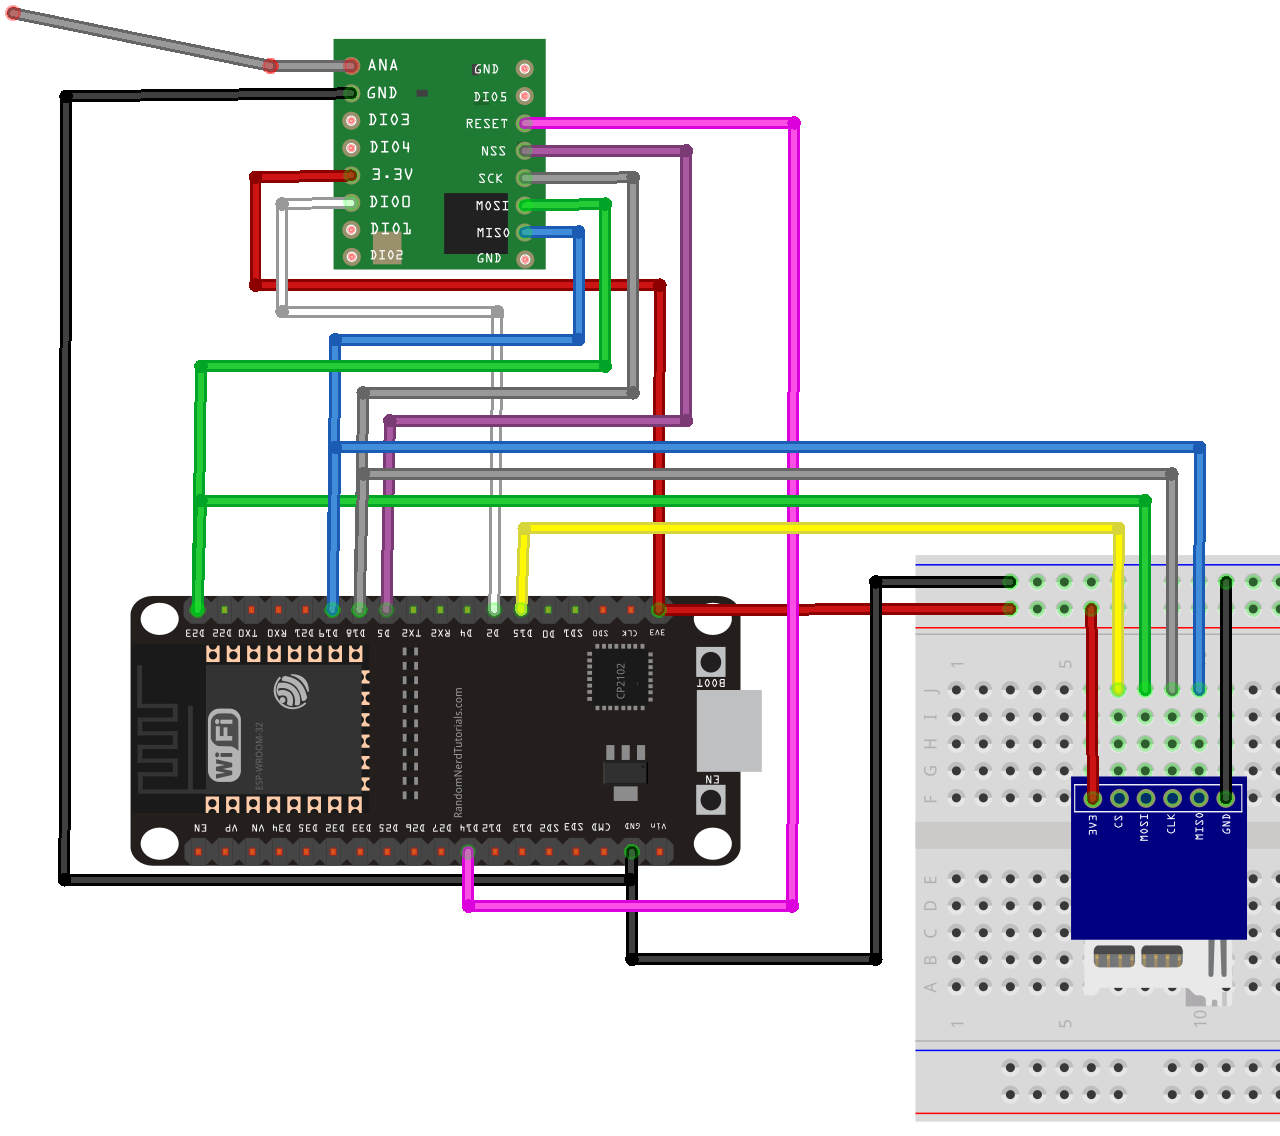 ANA
GND
DIO3
DIO4
3.3V
DIO0
DIO1
DIO2
GND
DIO5
RESET
NSS
SCK
MOSI
MISO
GND
D23 D22 TX0 RX0 D21 D19 D18 D5 TX2 RX2 D4 D2 D15 D0 SD1 SD0 CLK 3V3
WiFi
ESP-WROOM-32
RandomNerdTutorials.com
CP2102
BOOT
EN
EN VP VN D34 D35 D32 D33 D25 D26 D27 D14 D12 D13 SD2 SD3 CMD GND Vin
1 5
J
I
H
G
F
3V3 CS MOSI CLK MISO GND
E
D
C
B
A
1 5 10